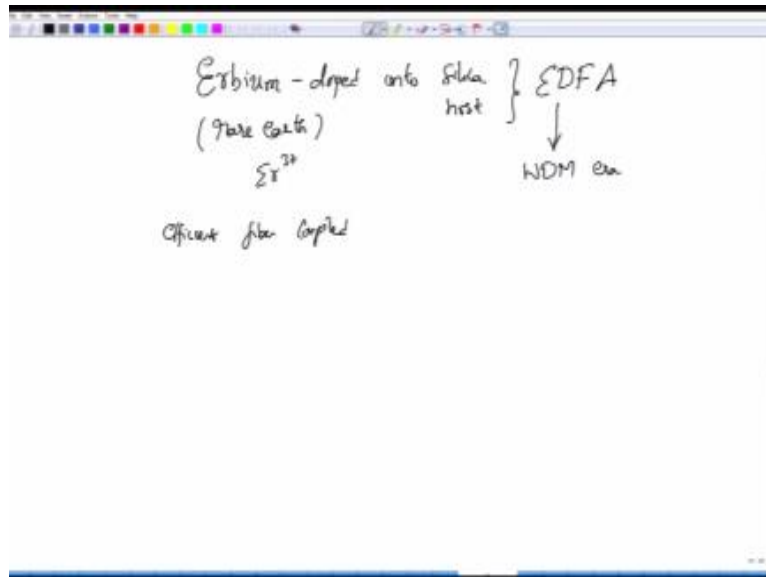 Erbium - doped onto Silica host } EDFA
(rare earth)
Er3+
WDM era
Efficient fiber Coupled